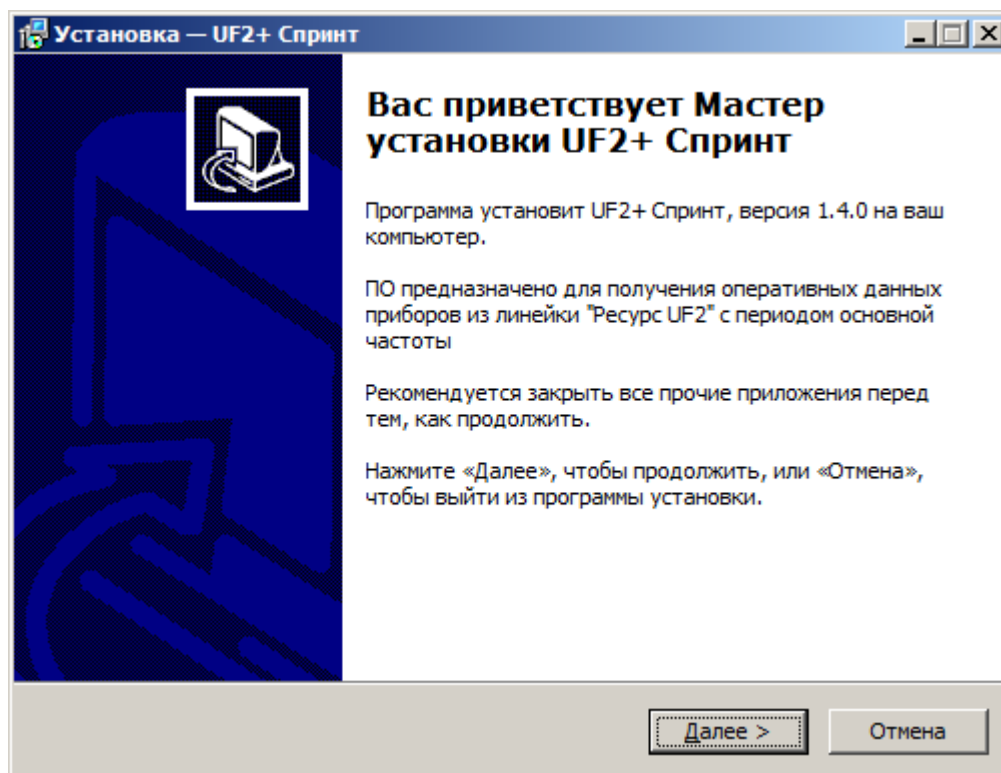 Установка — UF2+ Спринт
Вас приветствует Мастер
установки UF2+ Спринт
Программа установит UF2+ Спринт, версия 1.4.0 на ваш
компьютер.
ПО предназначено для получения оперативных данных
приборов из линейки "Ресурс UF2" с периодом основной
частоты
Рекомендуется закрыть все прочие приложения перед
тем, как продолжить.
Нажмите «Далее», чтобы продолжить, или «Отмена»,
чтобы выйти из программы установки.
Далее >
Отмена